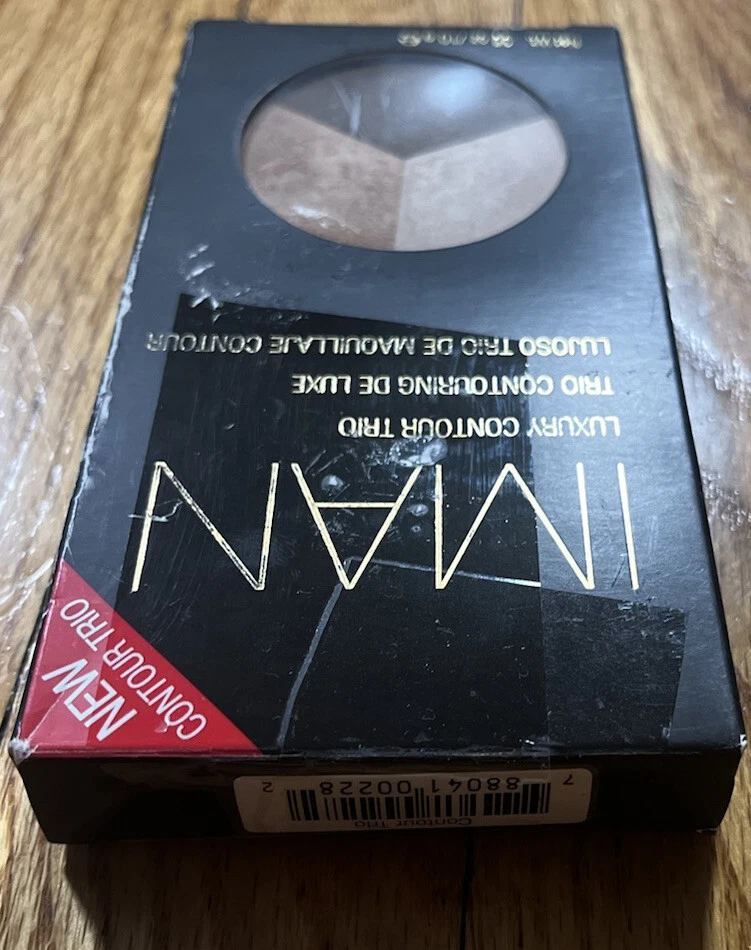 NEW
CONTOUR TRIO
IMAN
LUXURY CONTOUR TRIO
TRIO CONTOURING DE LUXE
LUJOSO TRIO DE MAQUILLAJE CONTOUR
Contour Trio
7 88041 00228 2